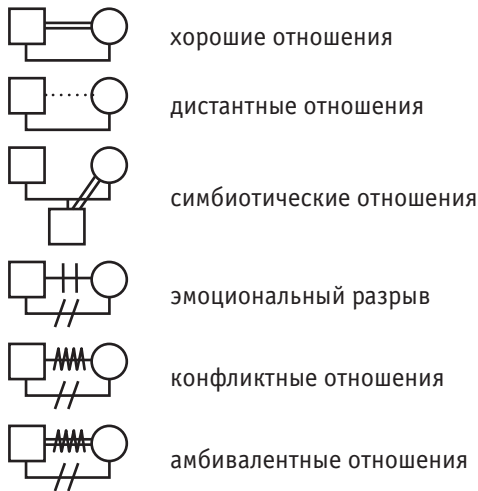 хорошие отношения
дистантные отношения
симбиотические отношения
эмоциональный разрыв
конфликтные отношения
амбивалентные отношения